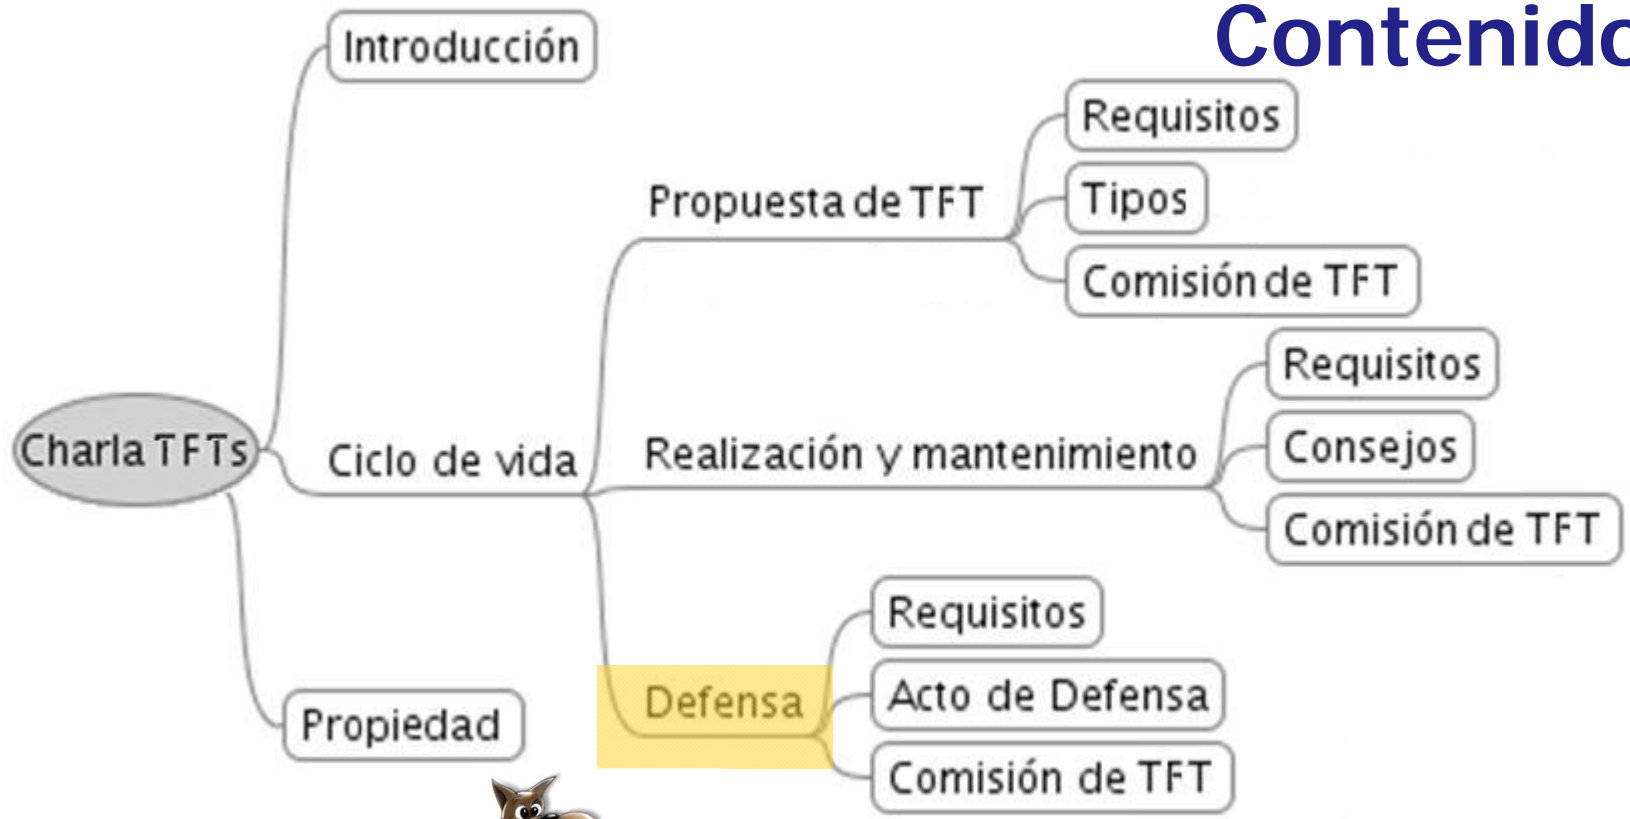 Contenido
Introducción
Requisitos
Propuesta de TFT
Tipos
Comisión de TFT
Requisitos
Charla TFTs
Ciclo de vida
Realización y mantenimiento
Consejos
Comisión de TFT
Requisitos
Defensa
Acto de Defensa
Propiedad
Comisión de TFT